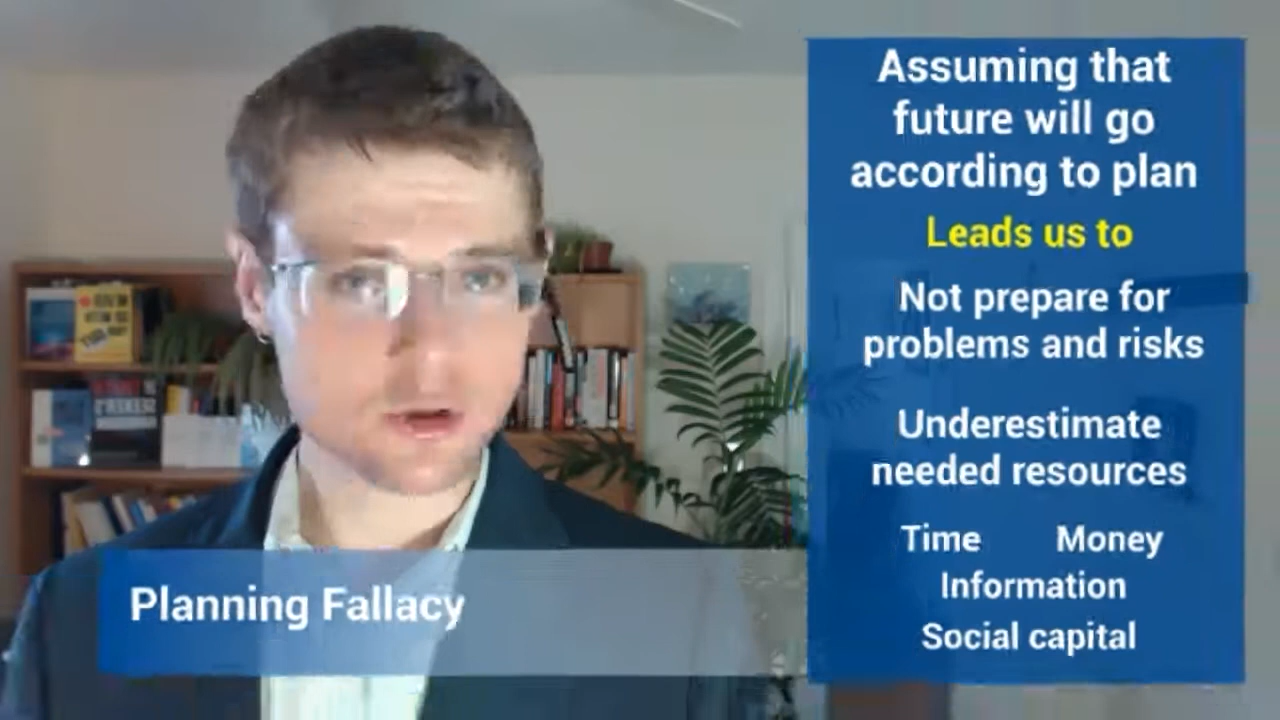 Assuming that
future will go
according to plan
Leads us to
Not prepare for
problems and risks
Underestimate
needed resources
Time Money
Information
Social capital
Planning Fallacy